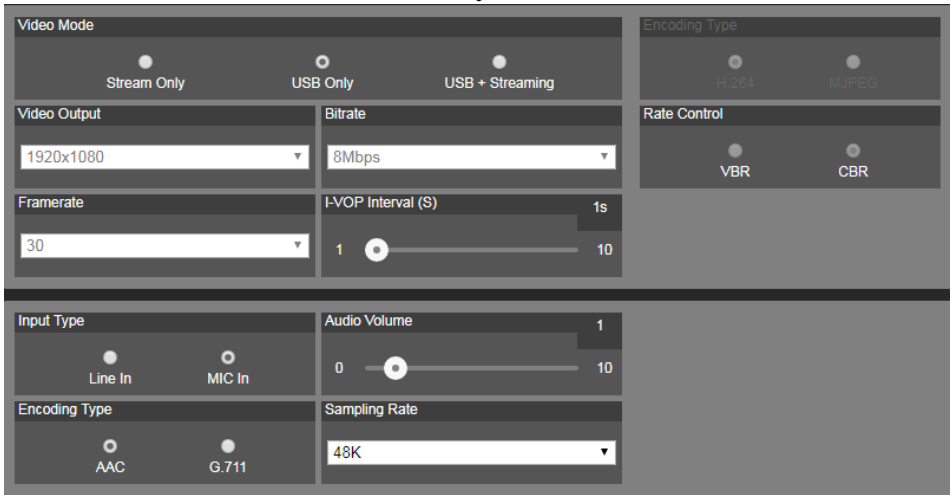 Video Mode
Encoding Type
Stream Only USB Only USB + Streaming
H.264 MJPEG
Video Output
Bitrate
Rate Control
1920x1080
8Mbps
VBR CBR
Framerate
I-VOP Interval (S)
1s
30
1 10
Input Type
Audio Volume
1
Line In MIC In
0 10
Encoding Type
Sampling Rate
AAC G.711
48K